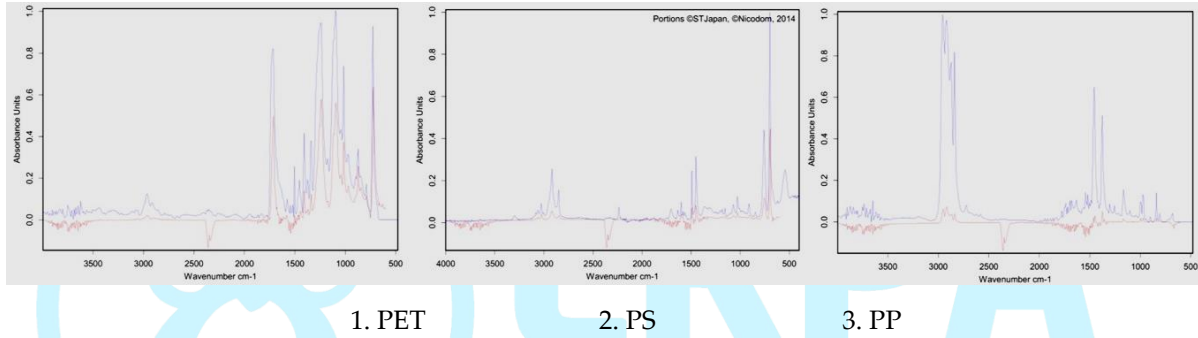 Portions ©STJapan, ©Nicodom, 2014
Absorbance Units
0.0 0.2 0.4 0.6 0.8 1.0
3500 3000 2500 2000 1500 1000 500
Wavenumber cm-1
Absorbance Units
0.0 0.2 0.4 0.6 0.8 1.0
4000 3500 3000 2500 2000 1500 1000 500
Wavenumber cm-1
Absorbance Units
0.0 0.2 0.4 0.6 0.8 1.0
4000 3500 3000 2500 2000 1500 1000 500
Wavenumber cm-1
1. PET 2. PS 3. PP